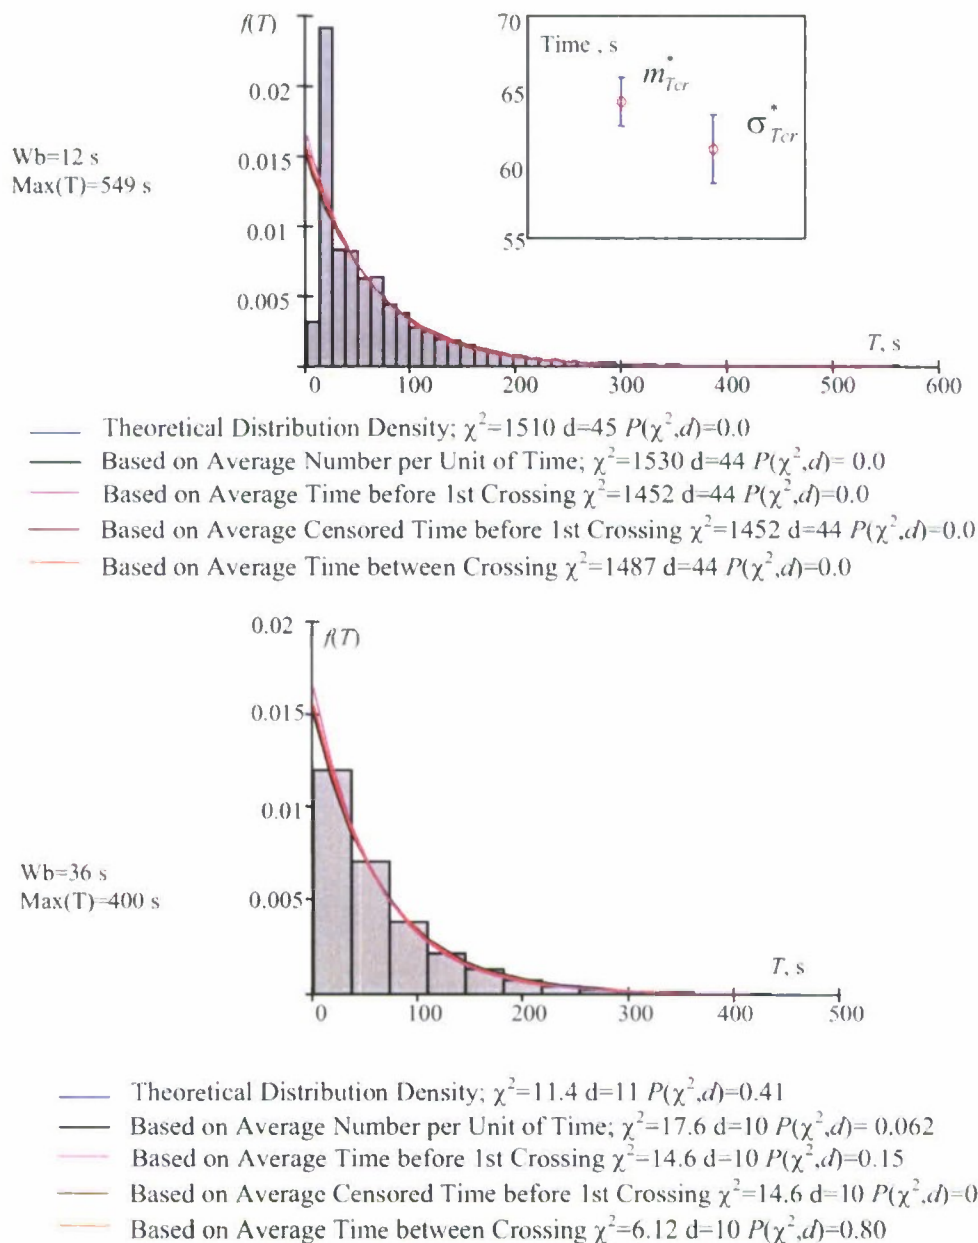 f(T)
0.02
0.015
0.01
0.005
Wb=12 s
Max(T)=549 s
70
65
60
55
Time , s
m*Tcr
σ*Tcr
T, s
0 100 200 300 400 500 600
Theoretical Distribution Density; χ²=1510 d=45 P(χ²,d)=0.0
Based on Average Number per Unit of Time; χ²=1530 d=44 P(χ²,d)= 0.0
Based on Average Time before 1st Crossing χ²=1452 d=44 P(χ²,d)=0.0
Based on Average Censored Time before 1st Crossing χ²=1452 d=44 P(χ²,d)=0.0
Based on Average Time between Crossing χ²=1487 d=44 P(χ²,d)=0.0
0.02
f(T)
0.015
0.01
0.005
Wb=36 s
Max(T)=400 s
T, s
0 100 200 300 400 500
Theoretical Distribution Density; χ²=11.4 d=11 P(χ²,d)=0.41
Based on Average Number per Unit of Time; χ²=17.6 d=10 P(χ²,d)= 0.062
Based on Average Time before 1st Crossing χ²=14.6 d=10 P(χ²,d)=0.15
Based on Average Censored Time before 1st Crossing χ²=14.6 d=10 P(χ²,d)=0
Based on Average Time between Crossing χ²=6.12 d=10 P(χ²,d)=0.80